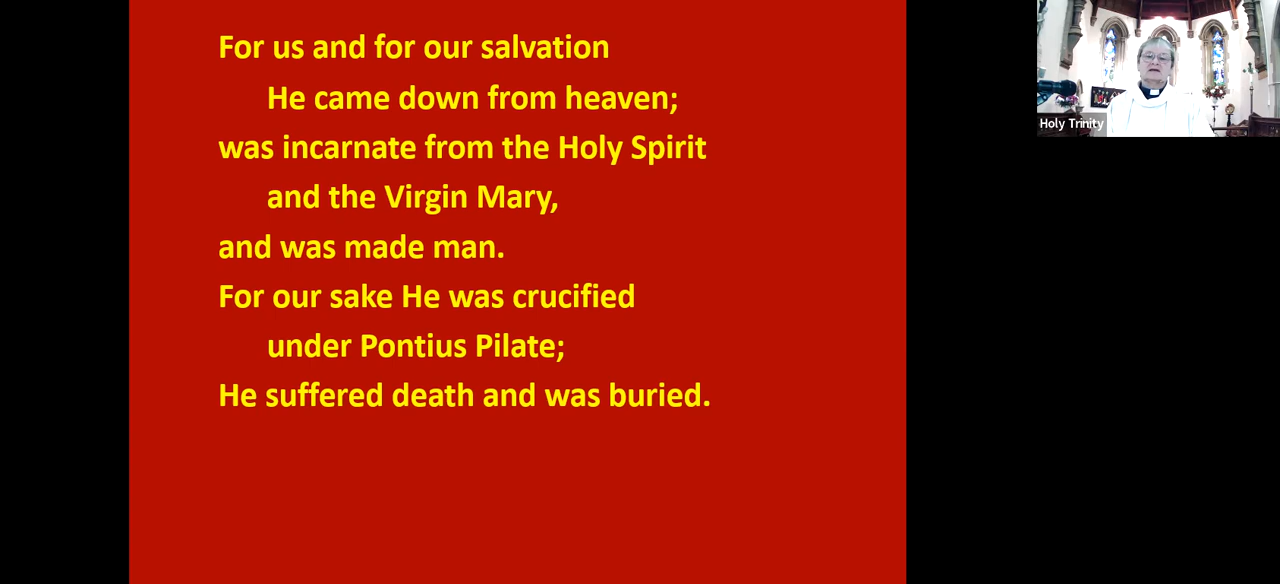 For us and for our salvation
He came down from heaven;
was incarnate from the Holy Spirit
and the Virgin Mary,
and was made man.
For our sake He was crucified
under Pontius Pilate;
He suffered death and was buried.
Holy Trinity